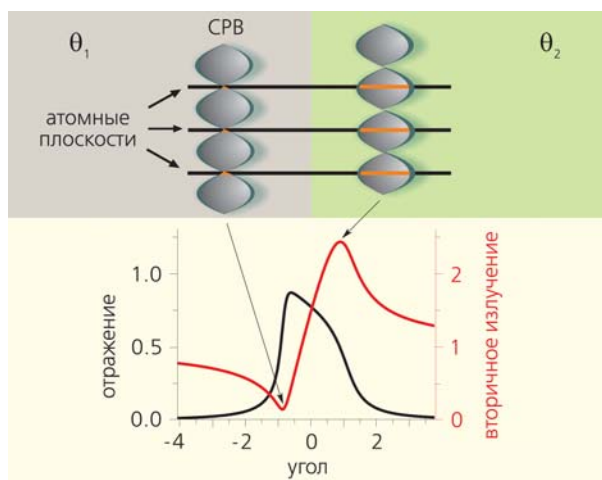 СРВ
θ1
θ2
атомные
плоскости
1.0
0.5
0.0
отражение
2
1
0
вторичное излучение
-4
-2
0
2
угол